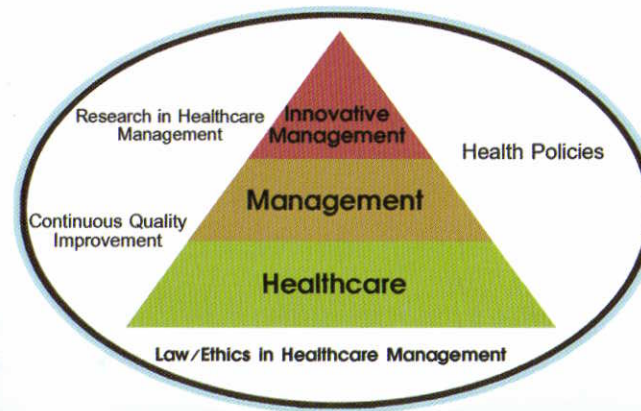 Research in Healthcare
Management
Innovative
Management
Health Policies
Management
Continuous Quality
Improvement
Healthcare
Law/Ethics in Healthcare Management